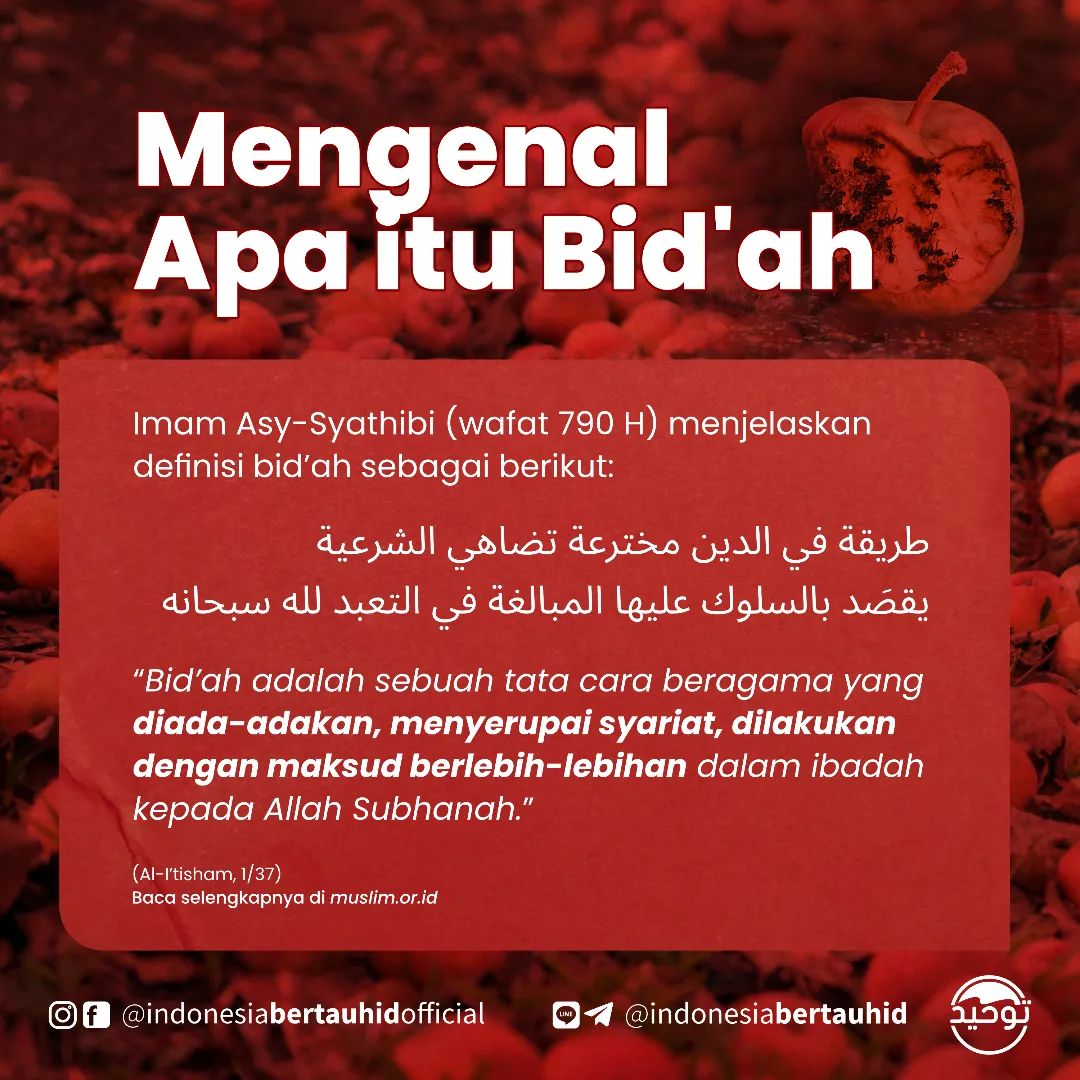 Mengenal
Apa itu Bid'ah
Imam Asy-Syathibi (wafat 790 H) menjelaskan
definisi bid’ah sebagai berikut:
طريقة في الدين مخترعة تضاهي الشرعية
يقصَد بالسلوك عليها المبالغة في التعبد لله سبحانه
“Bid’ah adalah sebuah tata cara beragama yang
diada-adakan, menyerupai syariat, dilakukan
dengan maksud berlebih-lebihan dalam ibadah
kepada Allah Subhanah.”
(Al-I’tisham, 1/37)
Baca selengkapnya di muslim.or.id
@indonesiabertauhidofficial
LINE
@indonesiabertauhid
توحيد